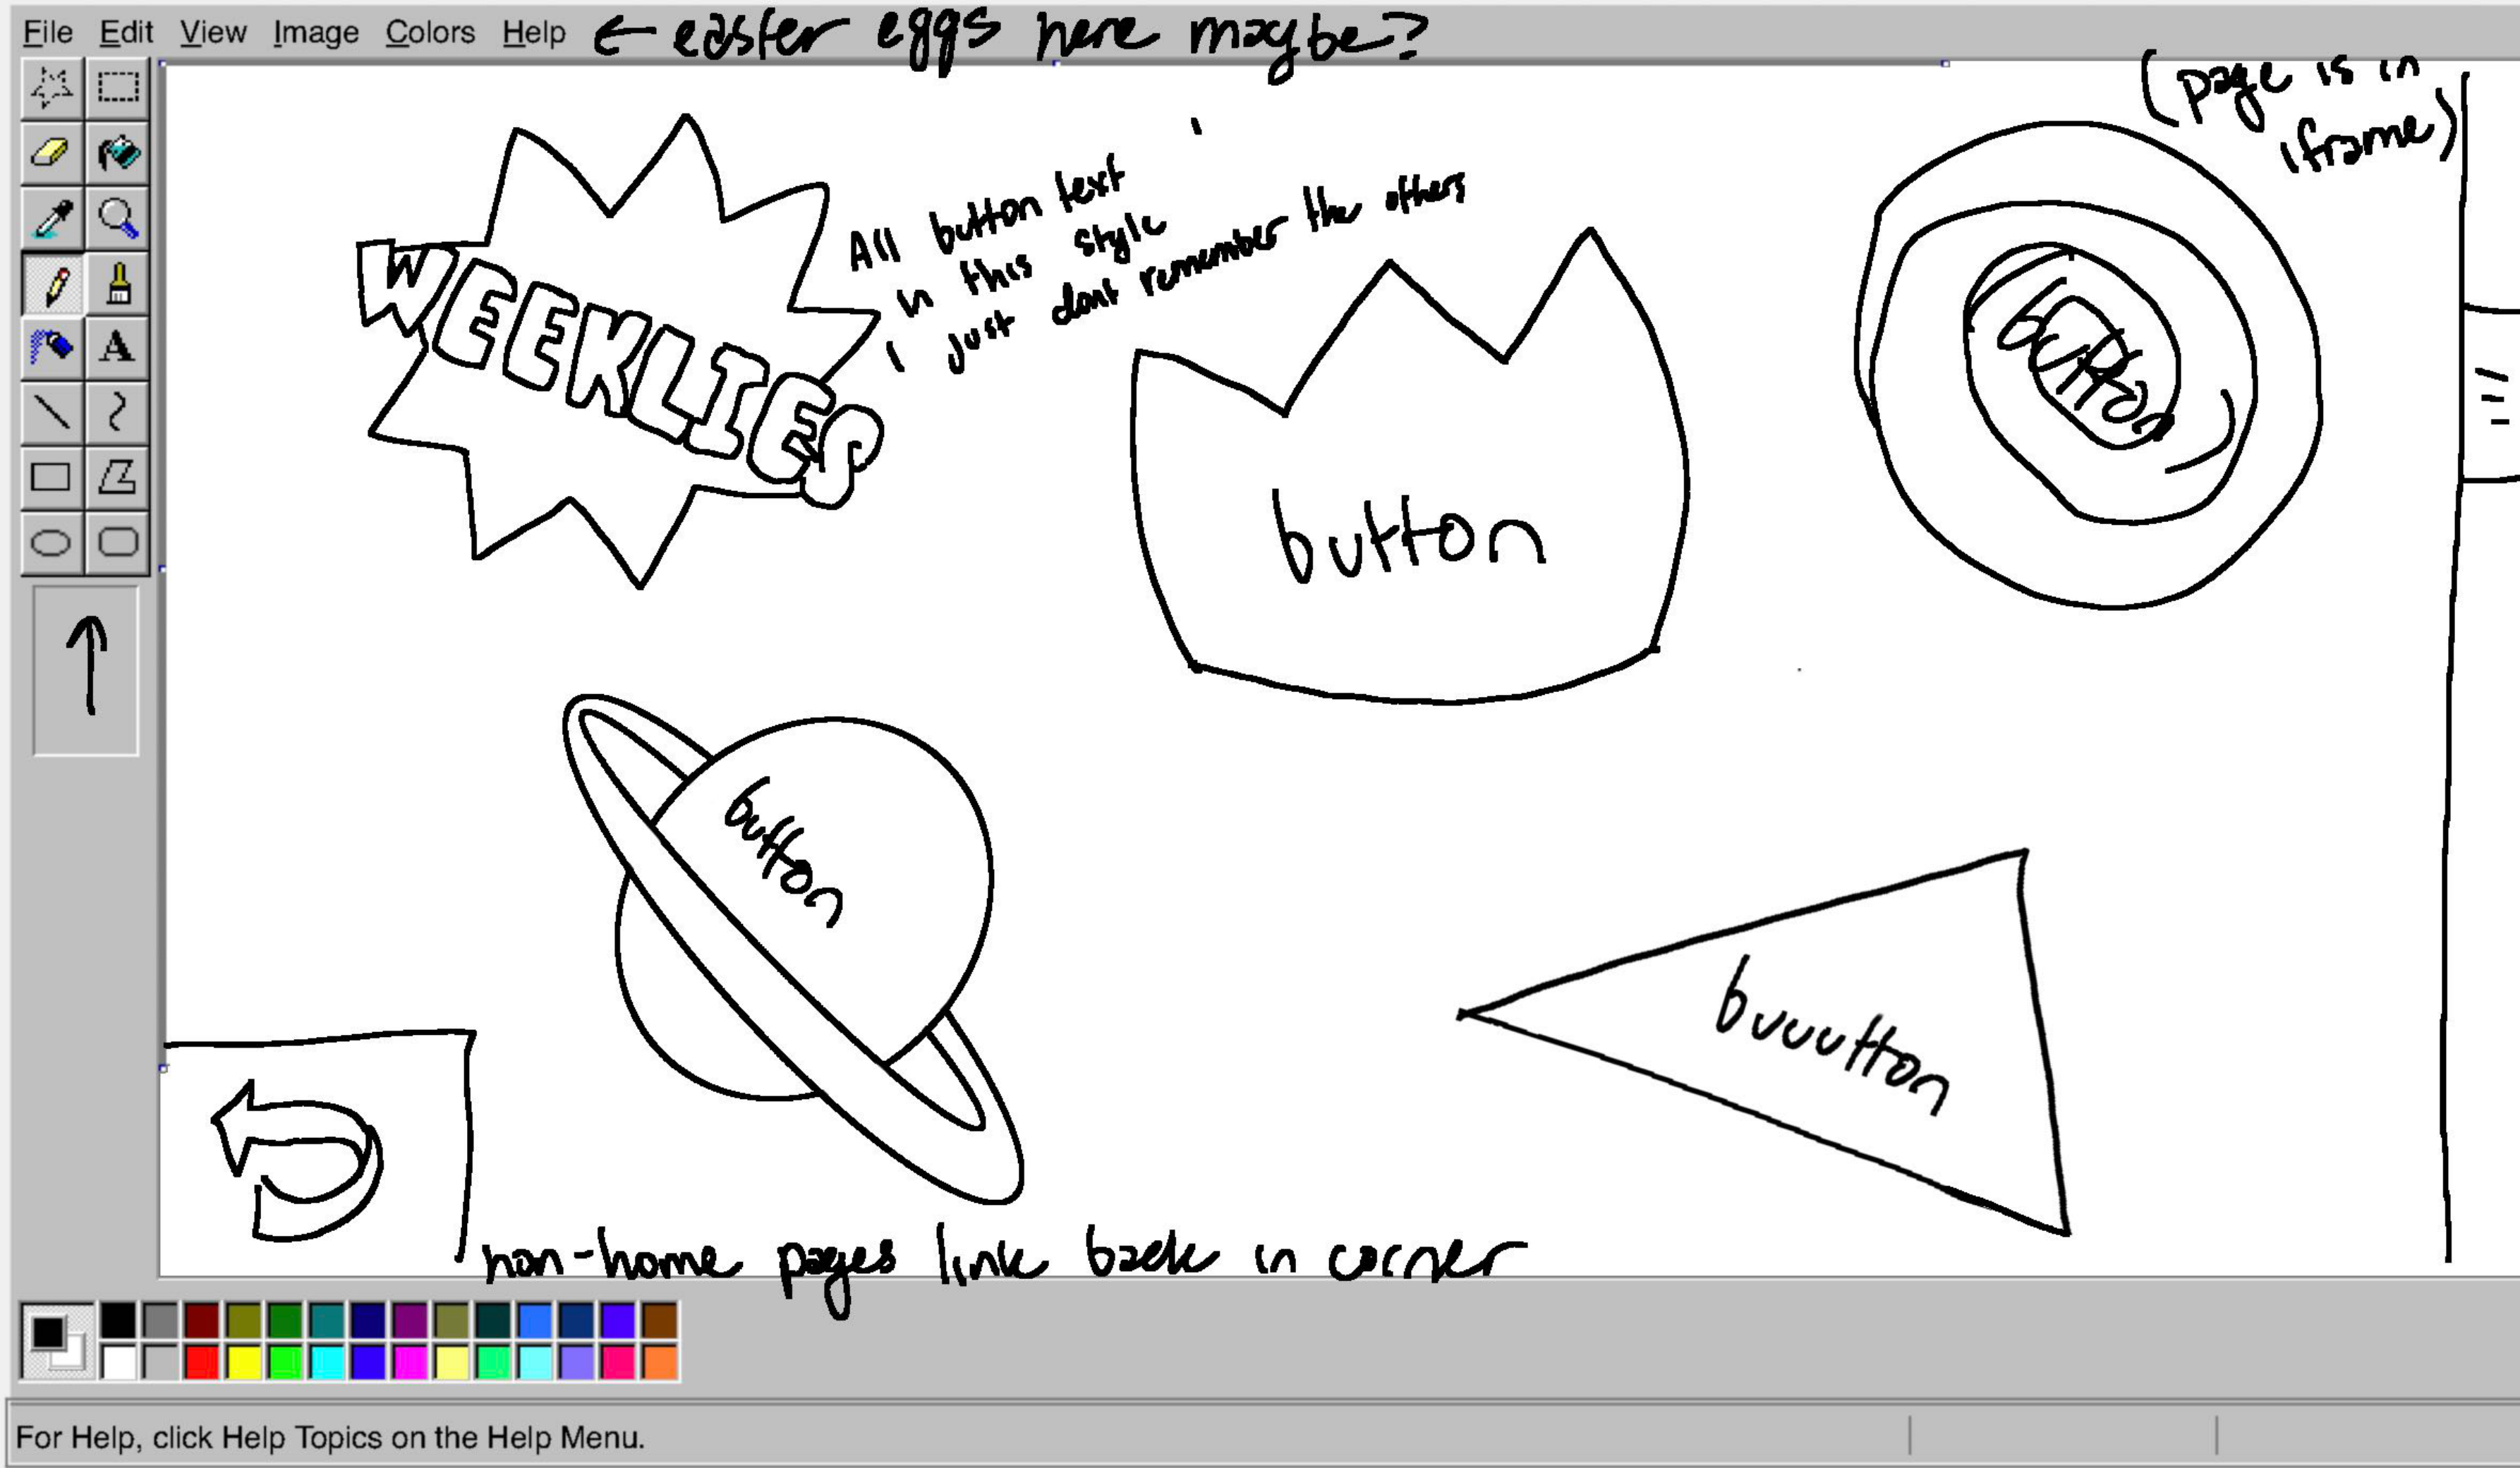 File Edit View Image Colors Help ← easter eggs here maybe?
(page is in
iframe)
All button text
in this style
I just dont remember the others
WEEKLIES
button
button
button
buuutton
non-home pages link back in corner
For Help, click Help Topics on the Help Menu.